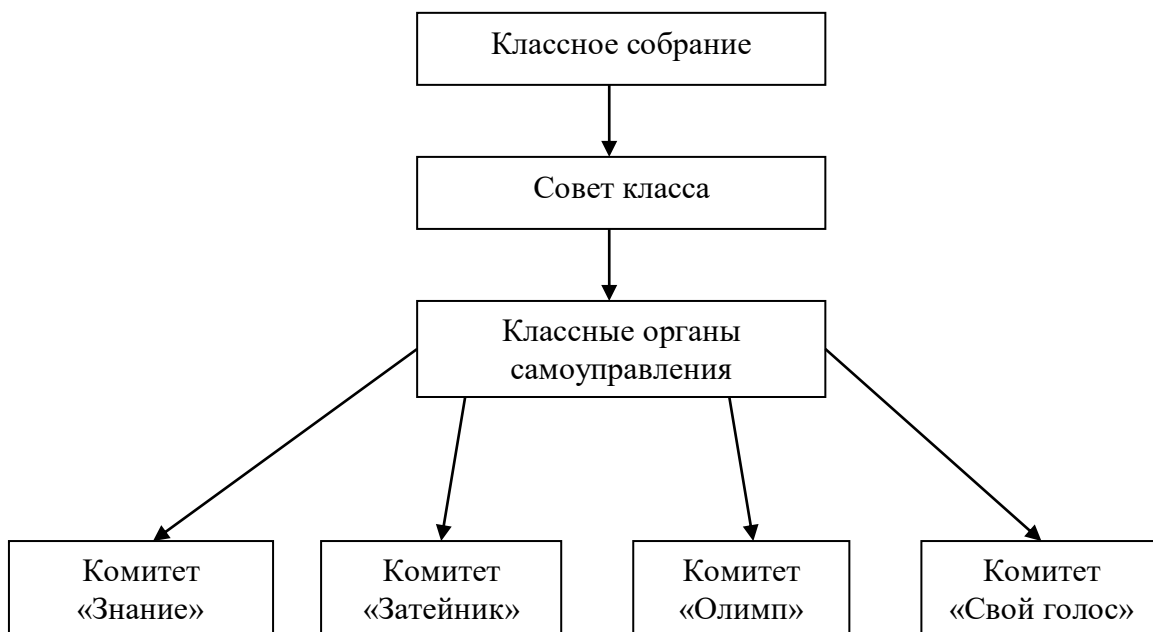 Классное собрание
Совет класса
Классные органы
самоуправления
Комитет
«Знание»
Комитет
«Затейник»
Комитет
«Олимп»
Комитет
«Свой голос»